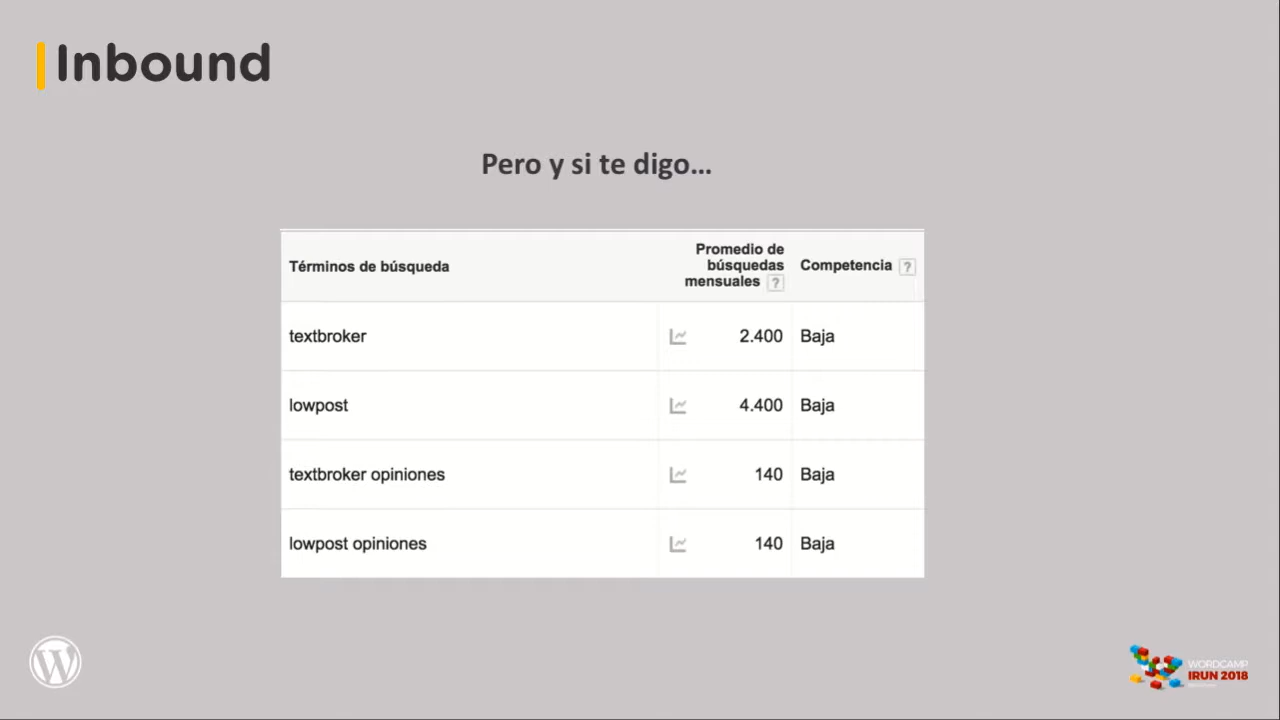 Inbound
Pero y si te digo...
Términos de búsqueda
Promedio de
búsquedas
mensuales ?
Competencia ?
textbroker 2.400 Baja
lowpost 4.400 Baja
textbroker opiniones 140 Baja
lowpost opiniones 140 Baja
WORDCAMP
IRUN 2018